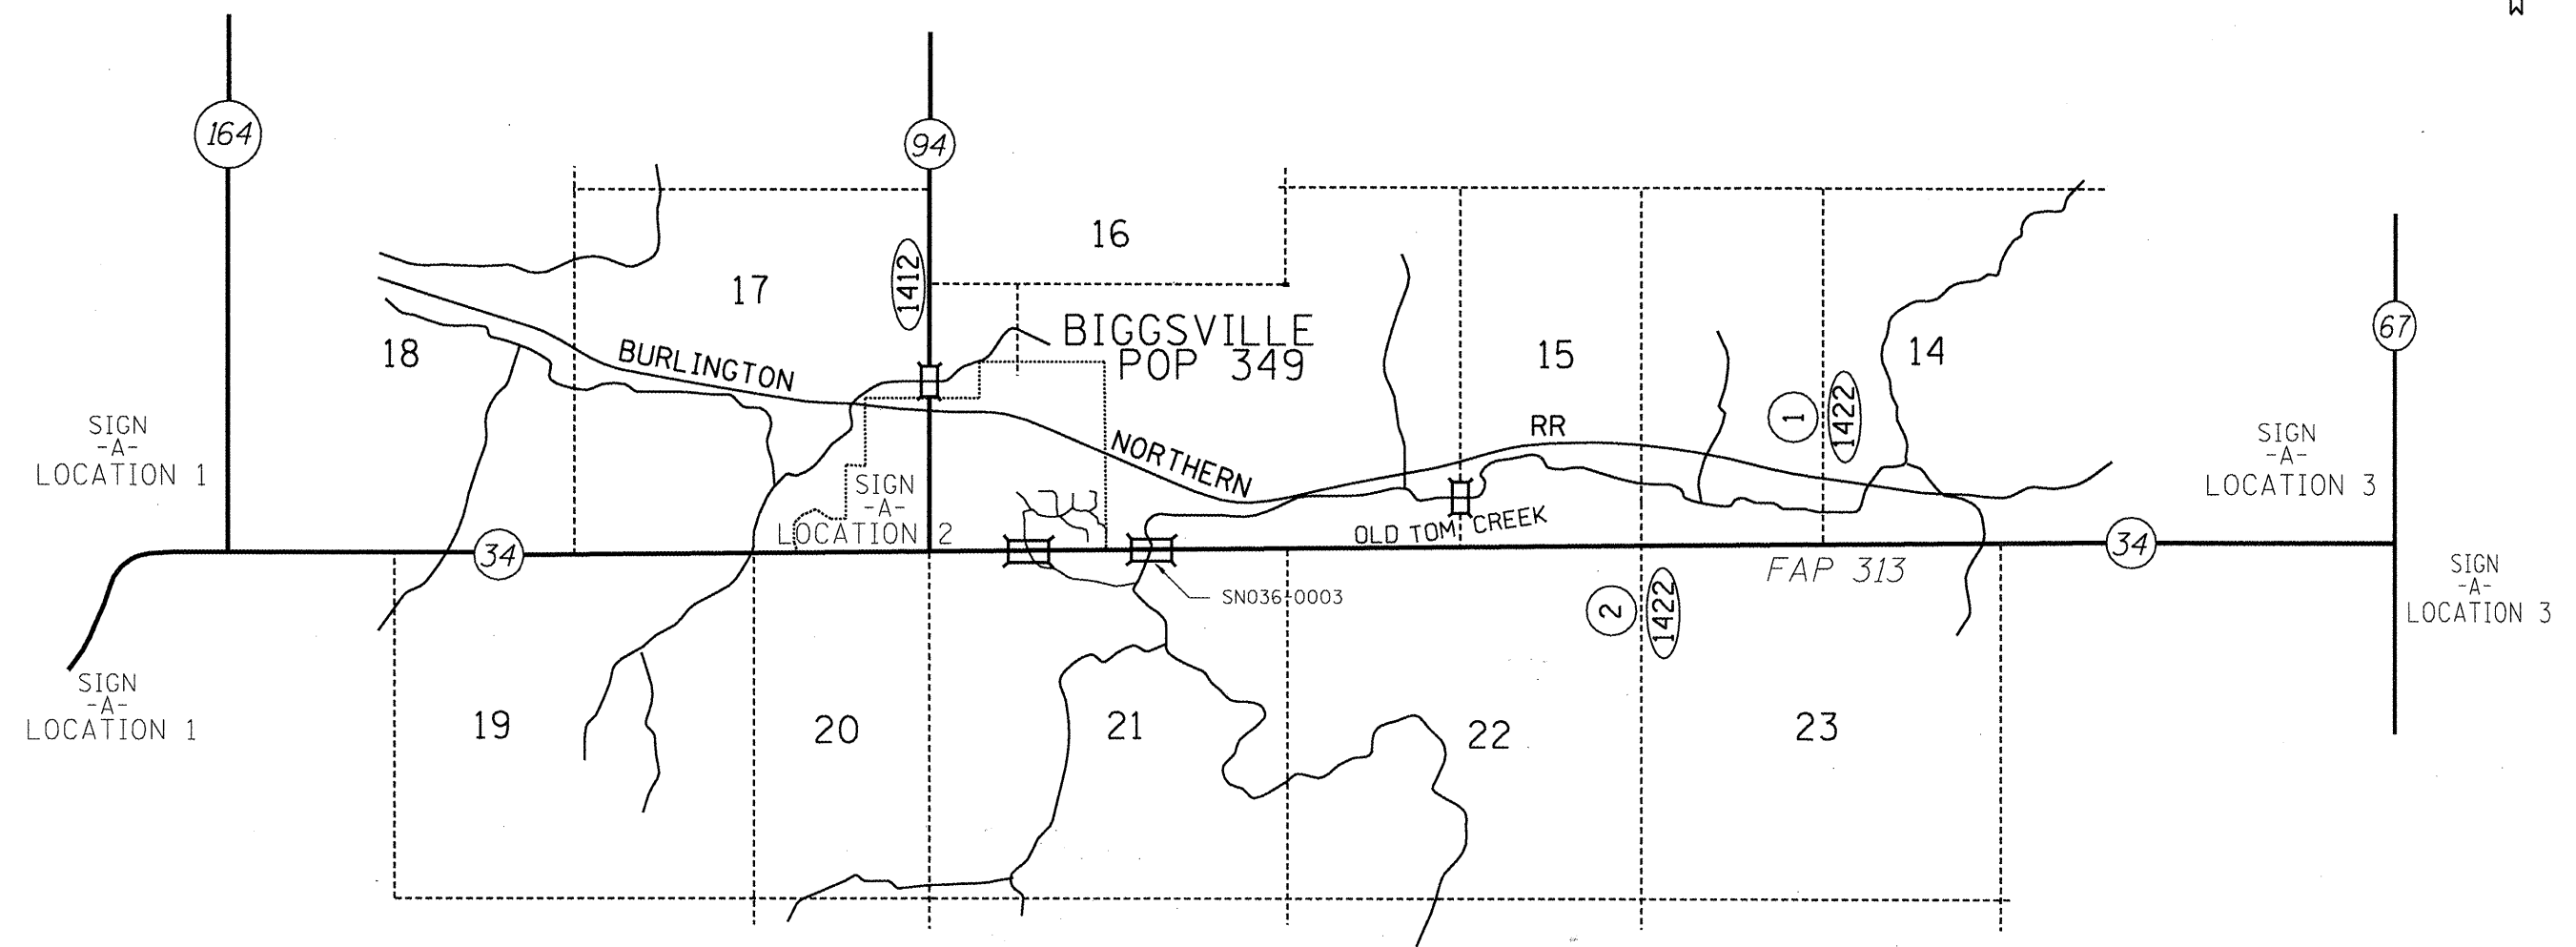 W
164
94
16
17
1412
BIGGSVILLE
POP 349
18
BURLINGTON
NORTHERN
RR
15
14
1
1422
67
SIGN
-A-
LOCATION 1
SIGN
-A-
LOCATION 2
SIGN
-A-
LOCATION 3
OLD TOM CREEK
34
34
FAP 313
SN036-0003
2
1422
SIGN
-A-
LOCATION 3
SIGN
-A-
LOCATION 1
19
20
21
22
23